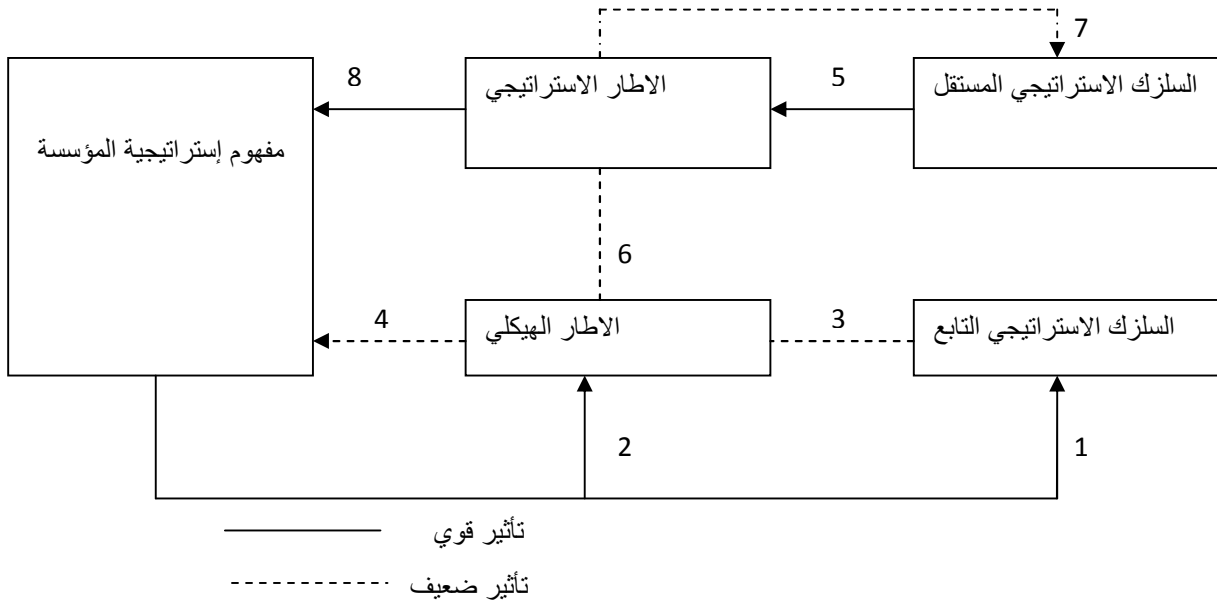 7
السلزك الاستراتيجي المستقل
5
الاطار الاستراتيجي
8
مفهوم إستراتيجية المؤسسة
6
السلزك الاستراتيجي التابع
3
الاطار الهيكلي
4
1
2
تأثير قوي
تأثير ضعيف